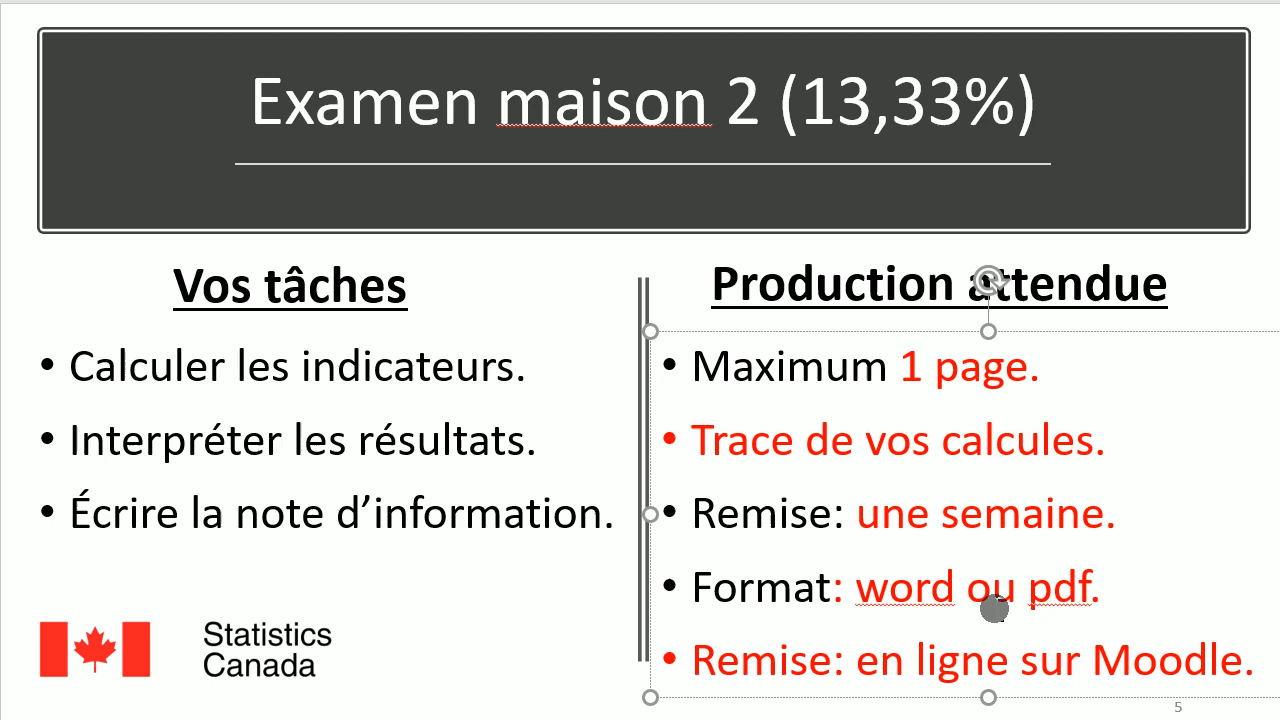 Examen maison 2 (13,33%)
Vos tâches
• Calculer les indicateurs.
• Interpréter les résultats.
• Écrire la note d’information.
Statistics
Canada
Production attendue
• Maximum 1 page.
• Trace de vos calcules.
• Remise: une semaine.
• Format: word ou pdf.
• Remise: en ligne sur Moodle.
5